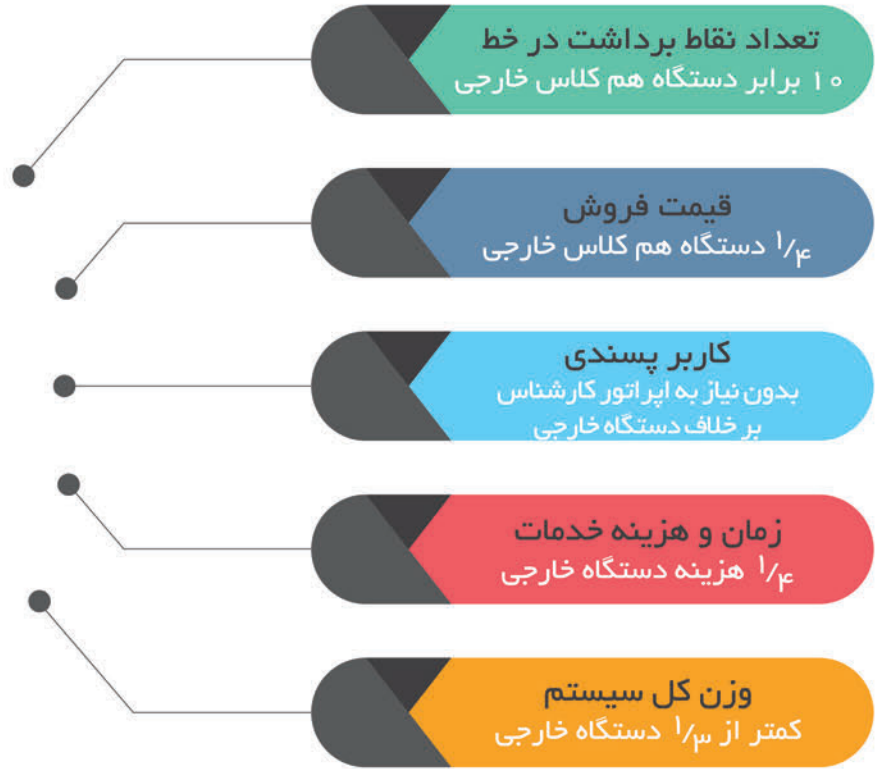 تعداد نقاط برداشت در خط
۱۰ برابر دستگاه هم کلاس خارجی
قیمت فروش
۱/۴ دستگاه هم کلاس خارجی
کاربر پسندی
بدون نیاز به اپراتور کارشناس
بر خلاف دستگاه خارجی
زمان و هزینه خدمات
۱/۴ هزینه دستگاه خارجی
وزن کل سیستم
کمتر از ۱/۳ دستگاه خارجی